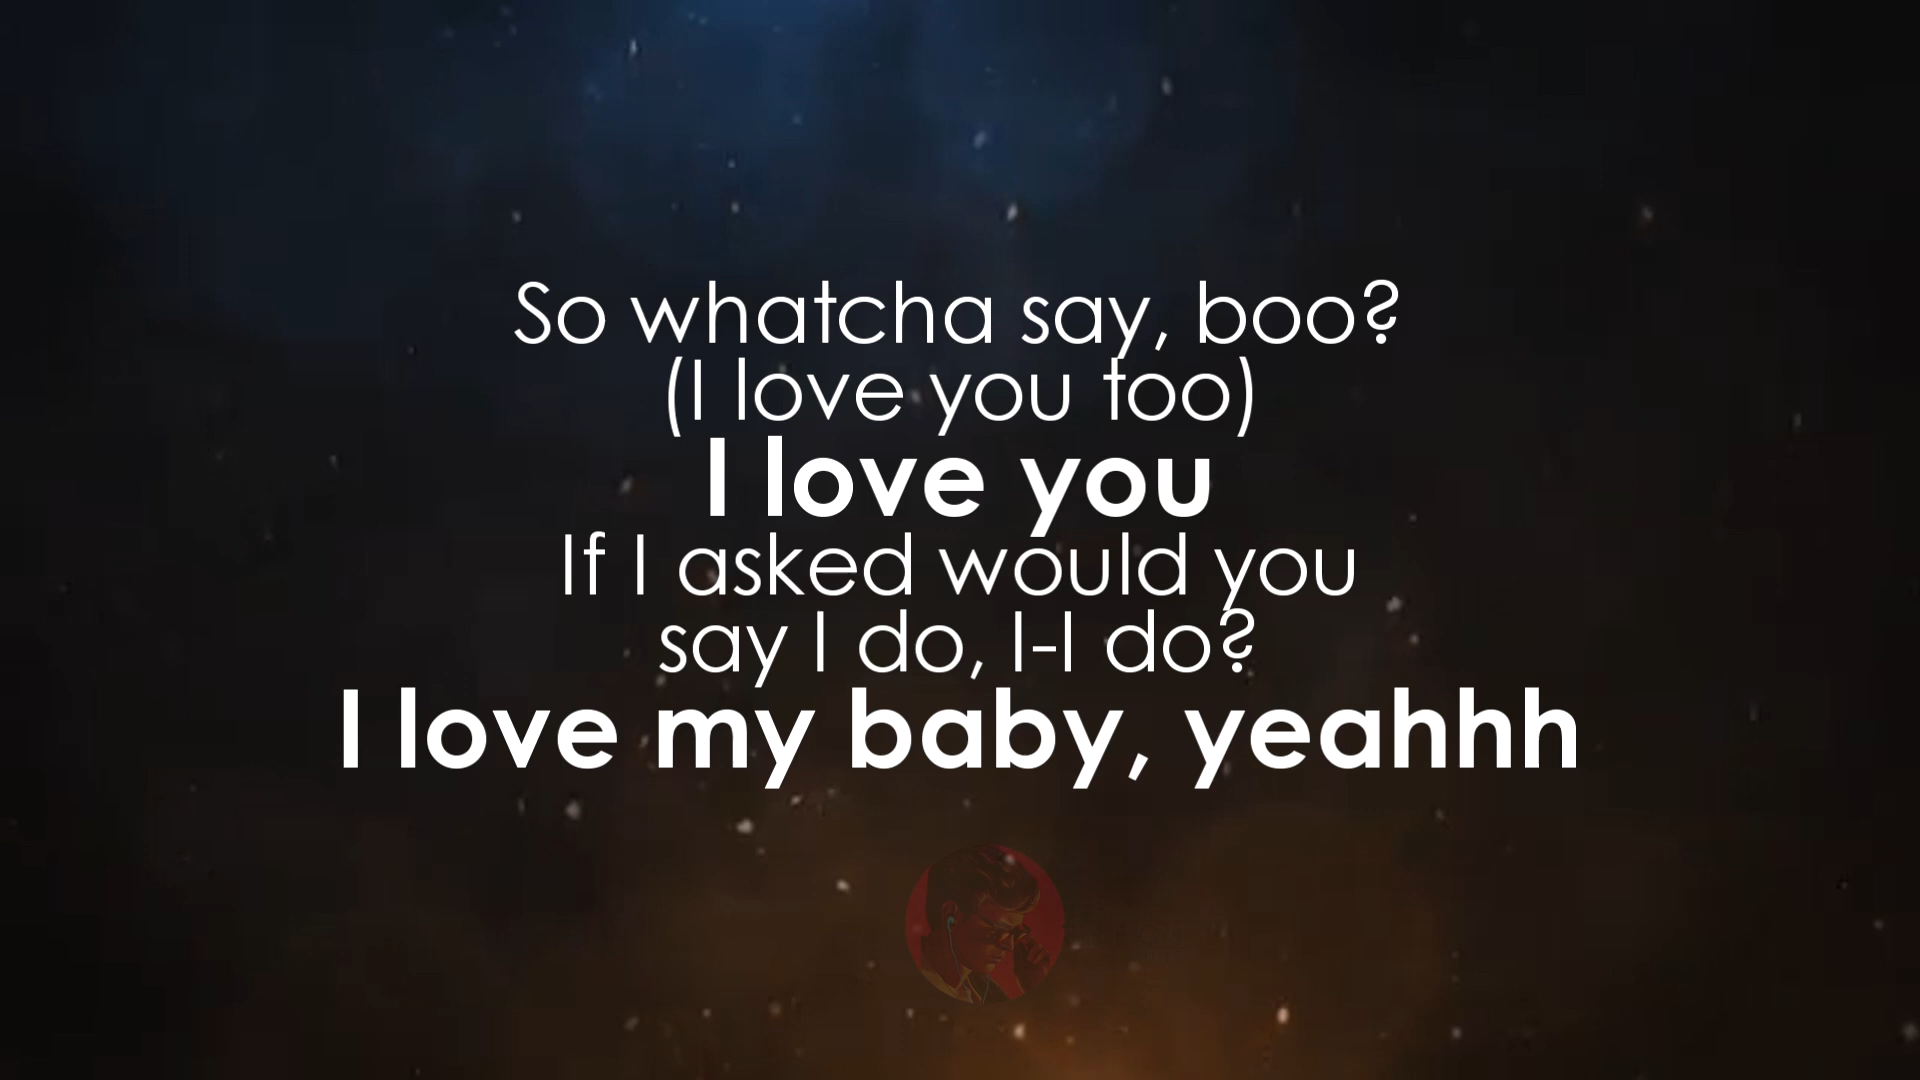 So whatcha say, boo?
(I love you too)
I love you
If I asked would you
say I do, I-I do?
I love my baby, yeahhh